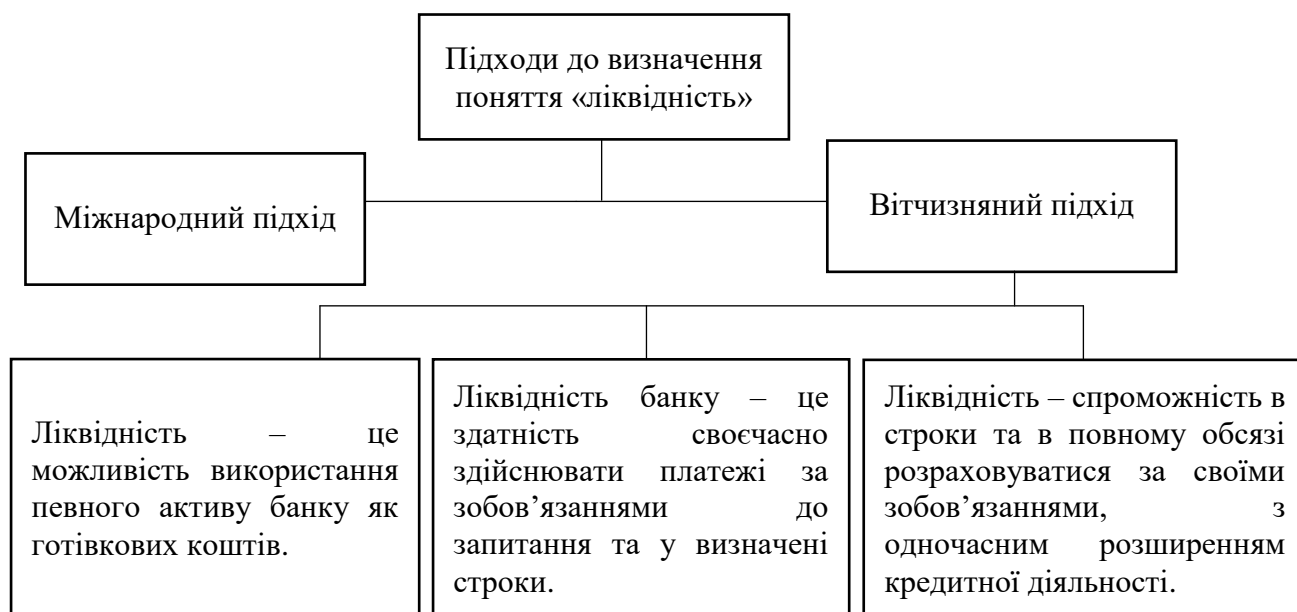 Підходи до визначення
поняття «ліквідність»
Міжнародний підхід
Вітчизняний підхід
Ліквідність – це
можливість використання
певного активу банку як
готівкових коштів.
Ліквідність банку – це
здатність своєчасно
здійснювати платежі за
зобов’язаннями до
запитання та у визначені
строки.
Ліквідність – спроможність в
строки та в повному обсязі
розраховуватися за своїми
зобов’язаннями, з
одночасним розширенням
кредитної діяльності.